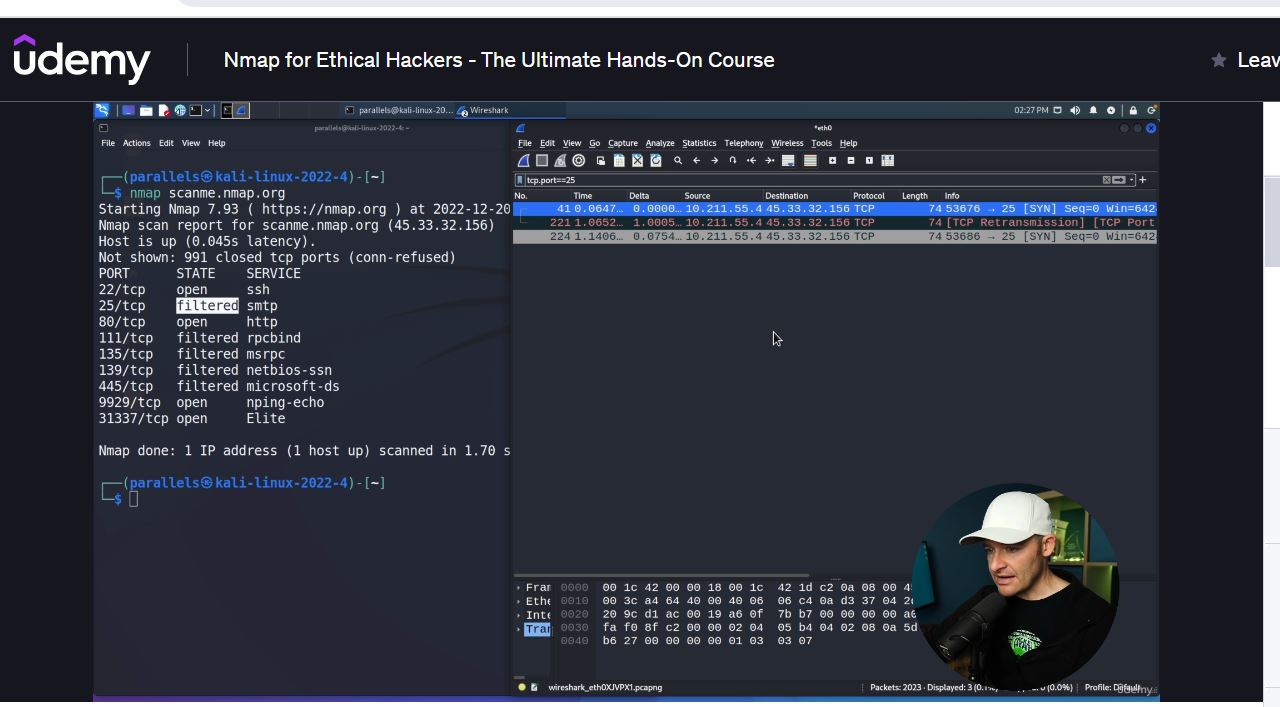 ûdemy
Nmap for Ethical Hackers - The Ultimate Hands-On Course
Leav
parallels@kali-linux-20... Wireshark
02:27 PM
parallels@kali-linux-2022-4: ~
File Actions Edit View Help
┌──(parallels㉿kali-linux-2022-4)-[~]
└─$ nmap scanme.nmap.org
Starting Nmap 7.93 ( https://nmap.org ) at 2022-12-20
Nmap scan report for scanme.nmap.org (45.33.32.156)
Host is up (0.045s latency).
Not shown: 991 closed tcp ports (conn-refused)
PORT STATE SERVICE
22/tcp open ssh
25/tcp filtered smtp
80/tcp open http
111/tcp filtered rpcbind
135/tcp filtered msrpc
139/tcp filtered netbios-ssn
445/tcp filtered microsoft-ds
9929/tcp open nping-echo
31337/tcp open Elite
Nmap done: 1 IP address (1 host up) scanned in 1.70 s
┌──(parallels㉿kali-linux-2022-4)-[~]
└─$
*eth0
File Edit View Go Capture Analyze Statistics Telephony Wireless Tools Help
tcp.port==25
No. Time Delta Source Destination Protocol Length Info
41 0.0647... 0.0000... 10.211.55.4 45.33.32.156 TCP 74 53676 → 25 [SYN] Seq=0 Win=642
221 1.0652... 1.0005... 10.211.55.4 45.33.32.156 TCP 74 [TCP Retransmission] [TCP Port
224 1.1406... 0.0754... 10.211.55.4 45.33.32.156 TCP 74 53686 → 25 [SYN] Seq=0 Win=642
Fram 0000 00 1c 42 00 00 18 00 1c 42 1d c2 0a 08 00 45
Ethe 0010 00 3c a4 64 40 00 40 06 06 c4 0a d3 37 04 2d
Inte 0020 20 9c d1 ac 00 19 a6 0f 7b b7 00 00 00 00 a0
Tran 0030 fa f0 8f c2 00 00 02 04 05 b4 04 02 08 0a 5d
0040 b6 27 00 00 00 00 01 03 03 07
wireshark_eth0XJVPX1.pcapng
Packets: 2023 · Displayed: 3 (0.1%)
(0.0%)
Profile: Default
ûdemy